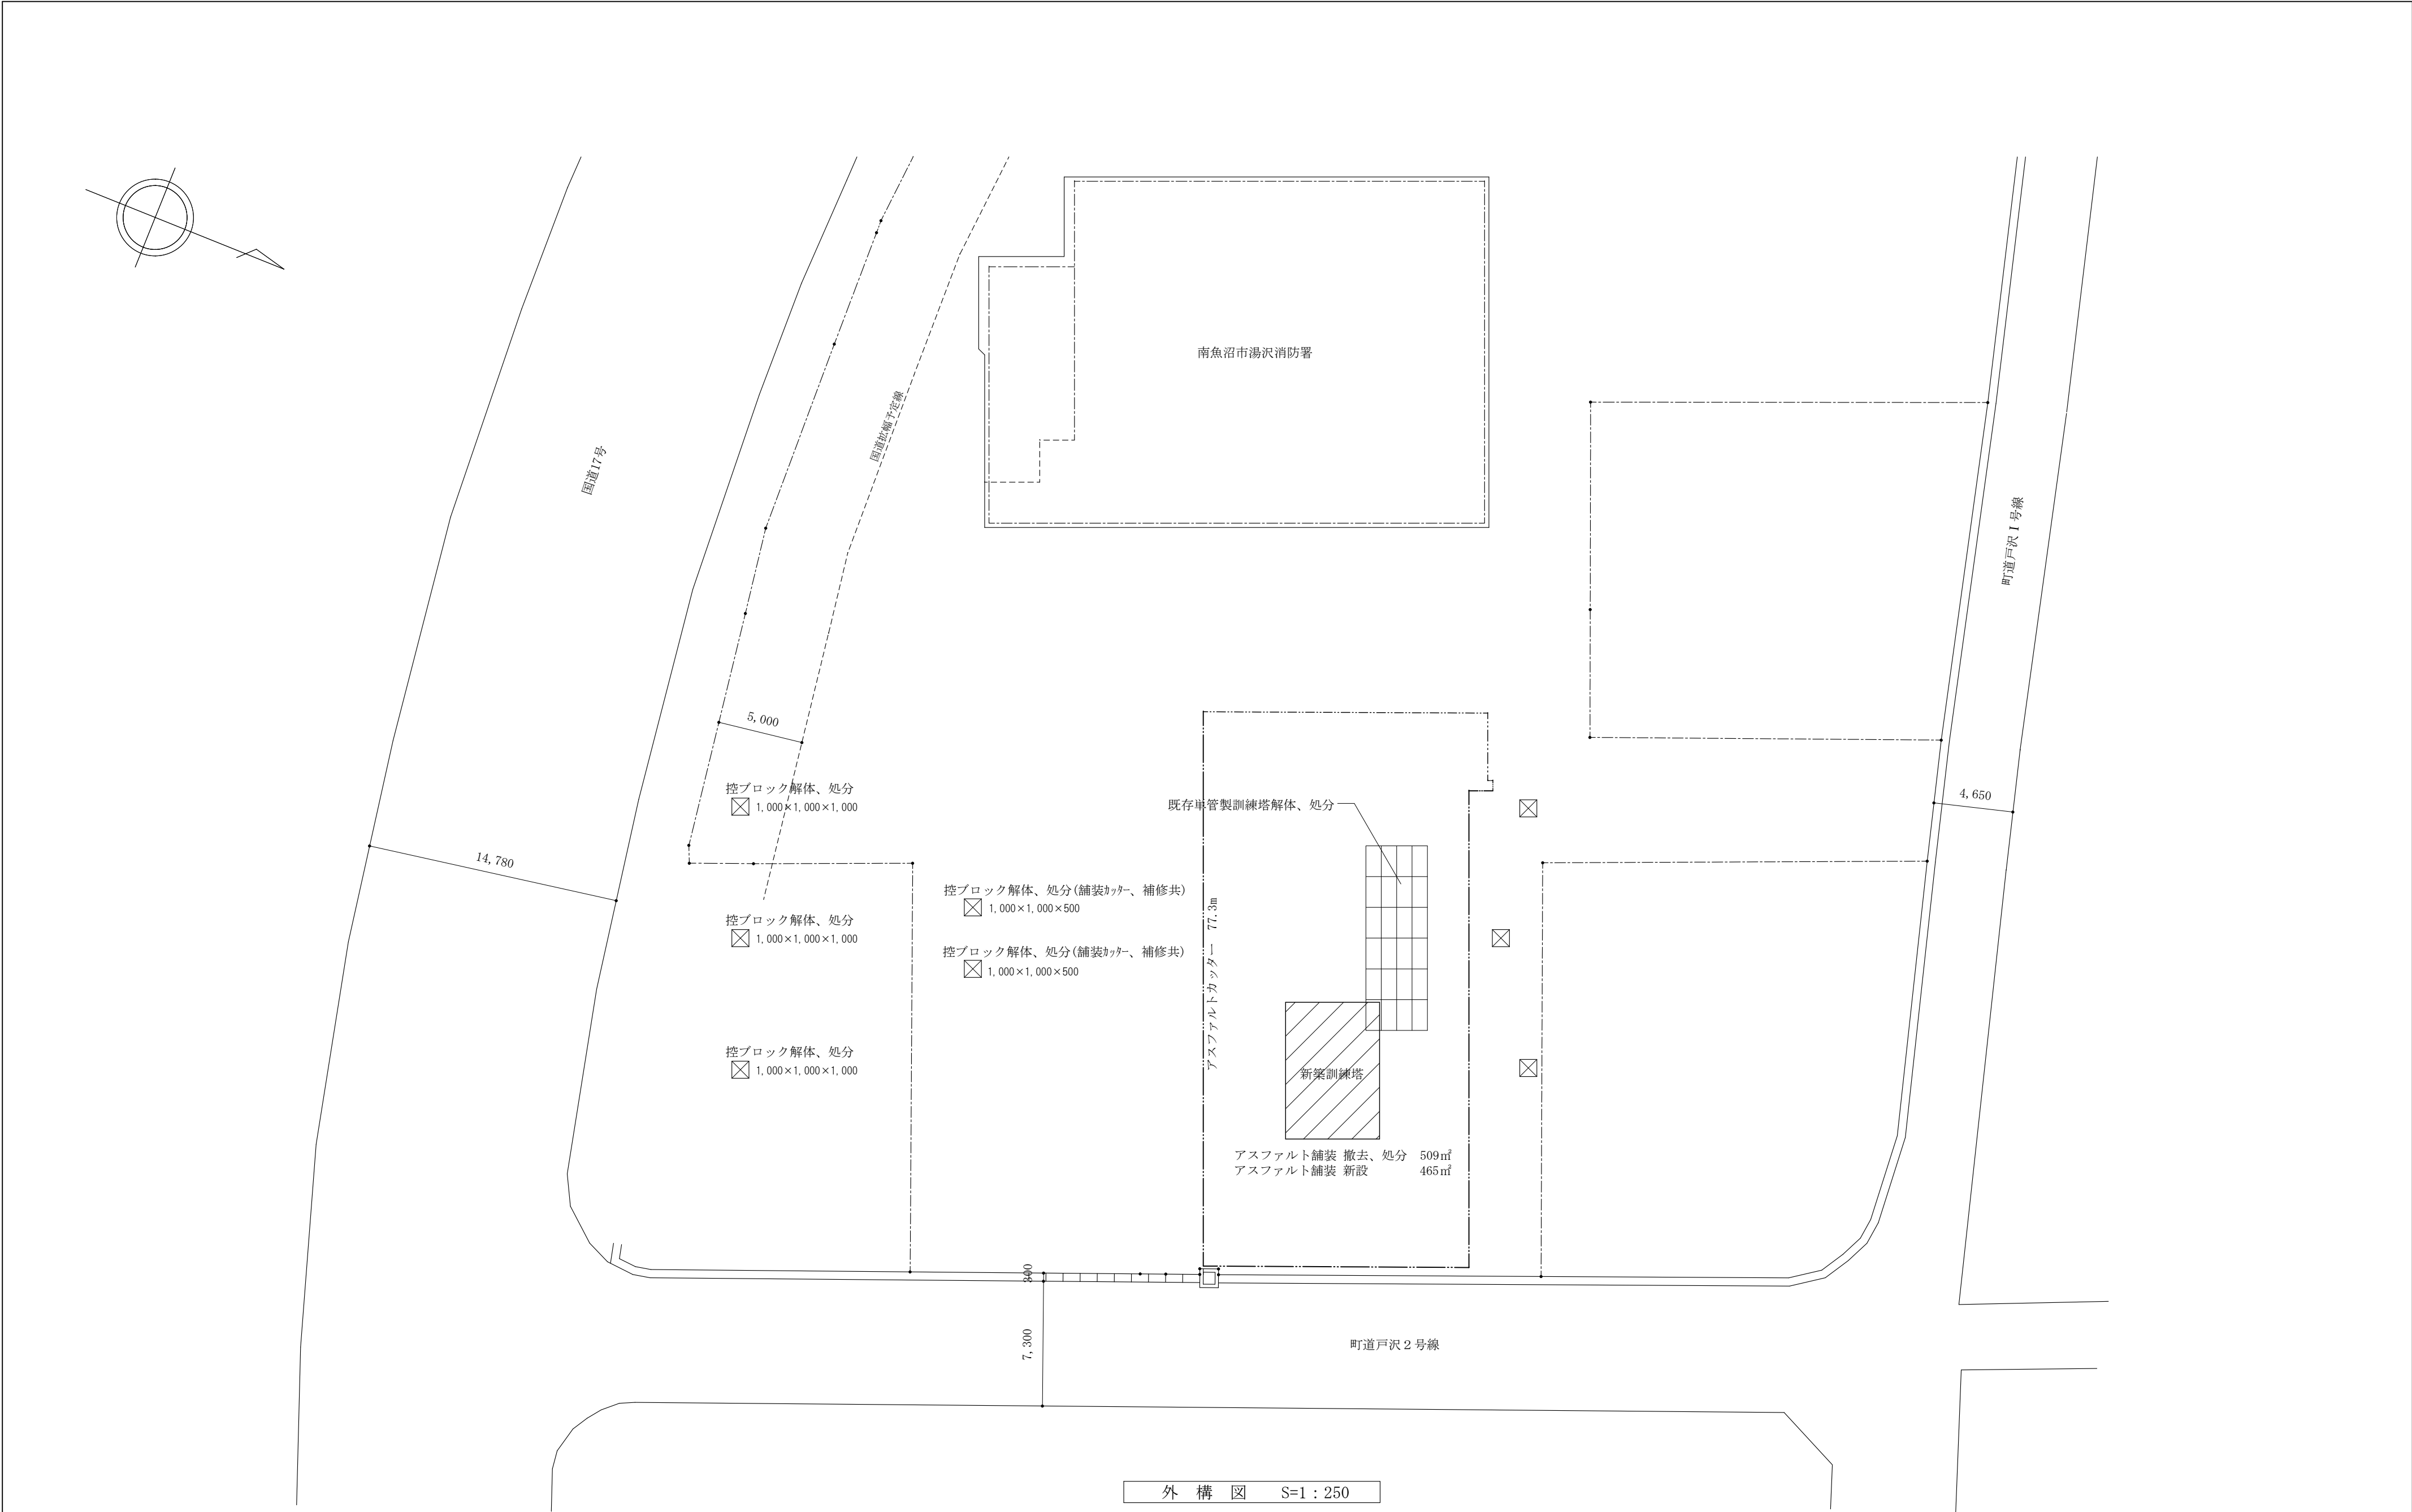 南魚沼市湯沢消防署
国道拡幅予定線
国道17号
町道戸沢１号線
5,000
控ブロック解体、処分
1,000×1,000×1,000
既存単管製訓練塔解体、処分
4,650
14,780
控ブロック解体、処分(舗装ｶｯﾀｰ、補修共)
1,000×1,000×500
控ブロック解体、処分
1,000×1,000×1,000
控ブロック解体、処分(舗装ｶｯﾀｰ、補修共)
1,000×1,000×500
アスファルトカッター 77.3m
控ブロック解体、処分
1,000×1,000×1,000
新築訓練塔
アスファルト舗装 撤去、処分 509㎡
アスファルト舗装 新設 465㎡
300
7,300
町道戸沢２号線
外 構 図 S=1：250